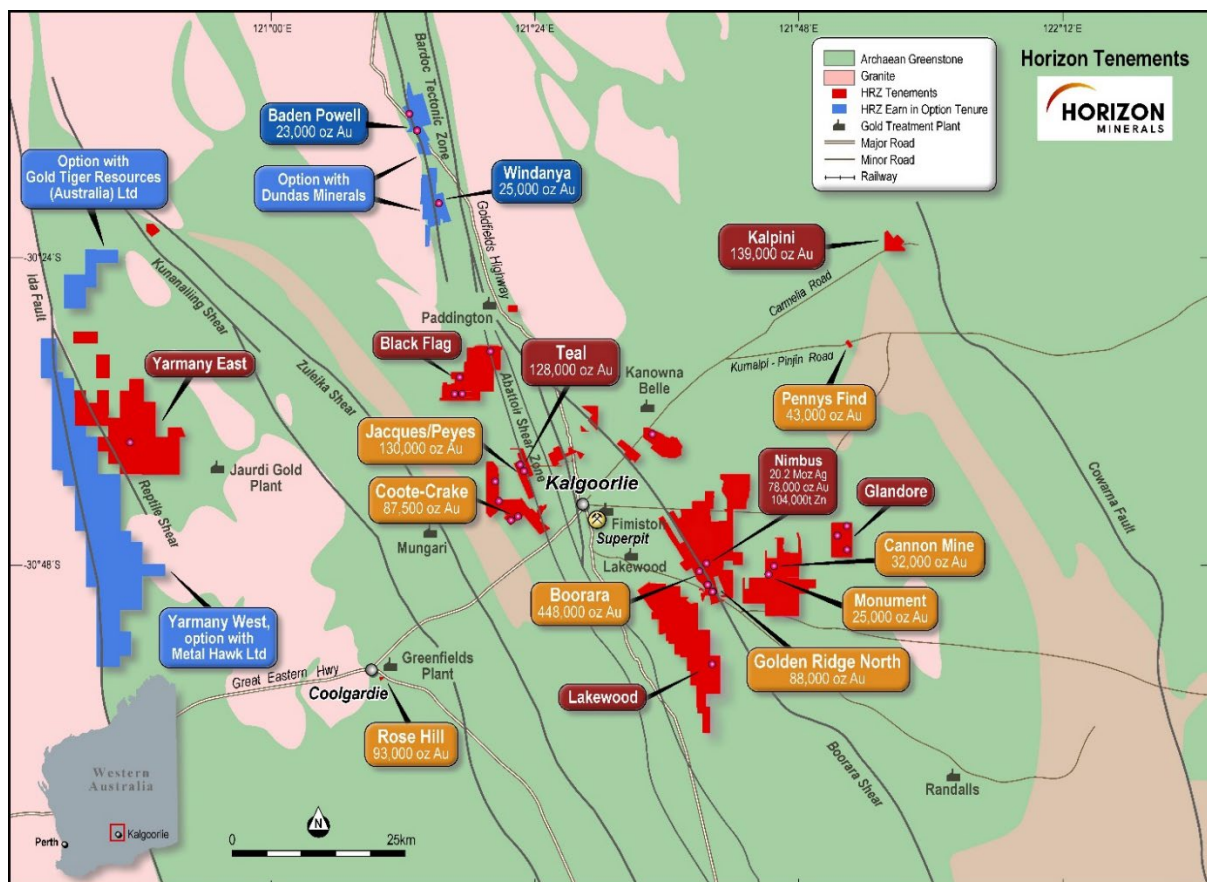 121°00'E
121°24'E
121°48'E
122°12'E
Horizon Tenements
HORIZON
MINERALS
Archaean Greenstone
Granite
HRZ Tenements
HRZ Earn in Option Tenure
Gold Treatment Plant
Major Road
Minor Road
Railway
Bardoc Tectonic Zone
Baden Powell
23,000 oz Au
Option with
Gold Tiger Resources
(Australia) Ltd
Option with
Dundas Minerals
Windanya
25,000 oz Au
Goldfields Highway
Kalpini
139,000 oz Au
-30°24'S
Ida Fault
Kunanalling Shear
Carmelia Road
Paddington
Zuleika Shear
Black Flag
Abattoir Shear Zone
Teal
128,000 oz Au
Kanowna
Belle
Kurnalpi - Pinjin Road
Yarmany East
Pennys Find
43,000 oz Au
Jacques/Peyes
130,000 oz Au
Jaurdi Gold
Plant
Reptile Shear
Coote-Crake
87,500 oz Au
Kalgoorlie
Nimbus
20.2 Moz Ag
78,000 oz Au
104,000t Zn
Glandore
Cowarna Fault
Mungari
Fimiston
Superpit
Lakewood
Cannon Mine
32,000 oz Au
-30°48'S
Boorara
448,000 oz Au
Monument
25,000 oz Au
Yarmany West,
option with
Metal Hawk Ltd
Greenfields
Plant
Golden Ridge North
88,000 oz Au
Great Eastern Hwy
Coolgardie
Lakewood
Rose Hill
93,000 oz Au
Boorara Shear
Randalls
Western
Australia
Perth
Kalgoorlie
N
0
25km